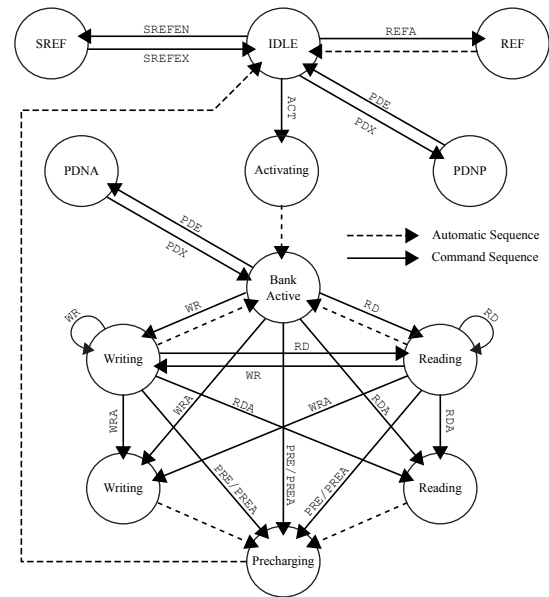 SREFEN
REFA
SREF
IDLE
REF
SREFEX
ACT
PDE
PDX
PDNA
Activating
PDNP
PDE
PDX
Automatic Sequence
Command Sequence
Bank
Active
WR
RD
WR
RD
RD
Writing
Reading
WR
WRA
WRA
RDA
WRA
RDA
RDA
Writing
PRE/PREA
PRE/PREA
PRE/PREA
Reading
Precharging